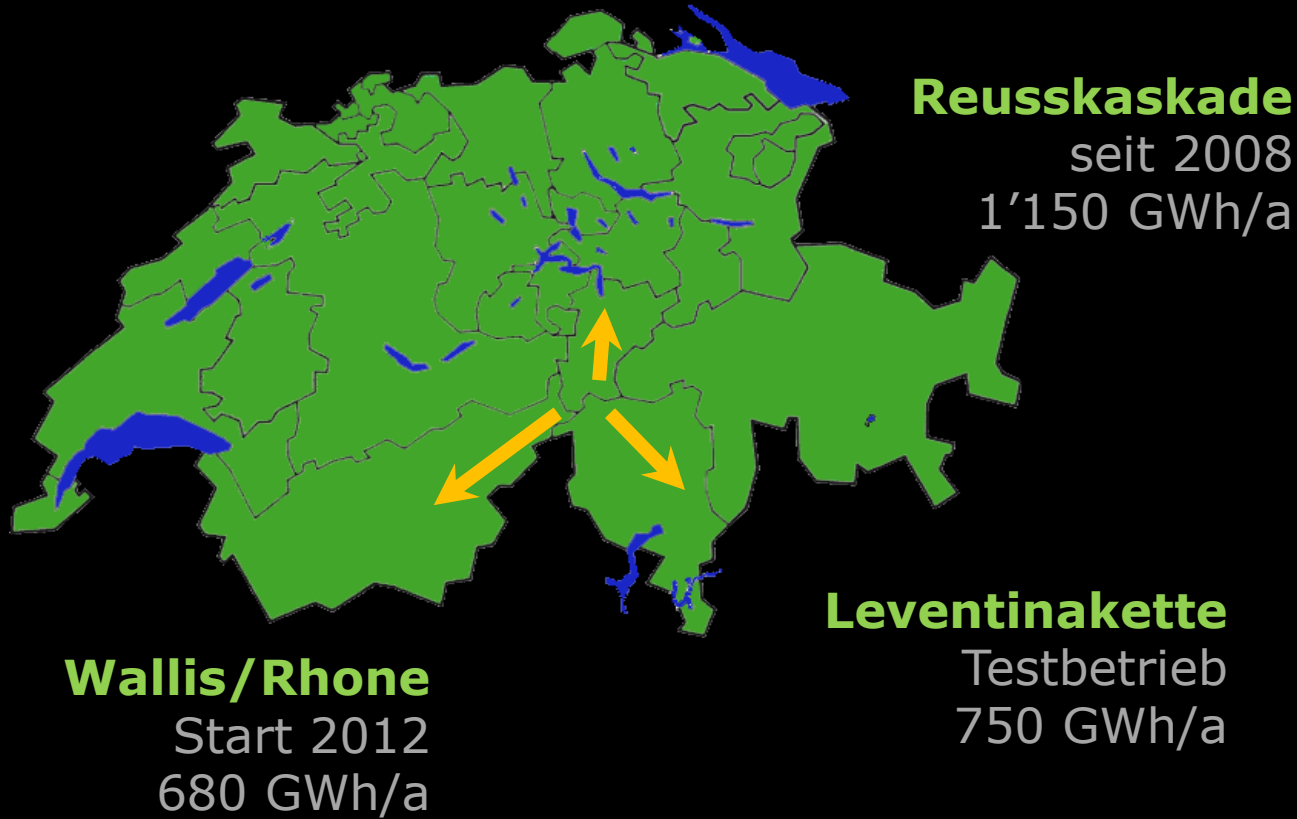 Reusskaskade
seit 2008
1’150 GWh/a
Leventinakette
Testbetrieb
750 GWh/a
Wallis/Rhone
Start 2012
680 GWh/a